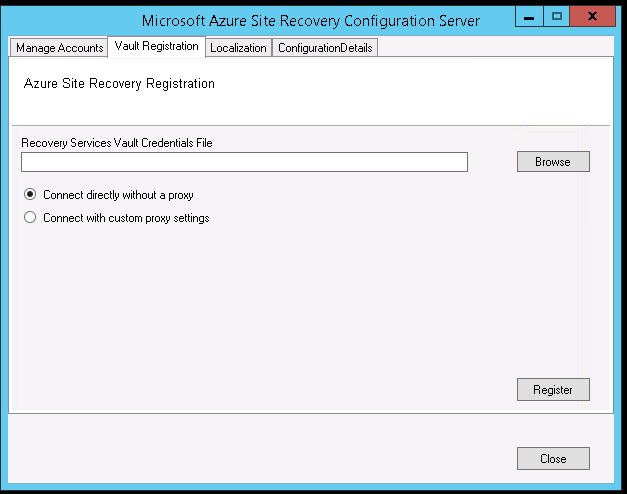 Microsoft Azure Site Recovery Configuration Server
Manage Accounts
Vault Registration
Localization
ConfigurationDetails
Azure Site Recovery Registration
Recovery Services Vault Credentials File
Browse
Connect directly without a proxy
Connect with custom proxy settings
Register
Close